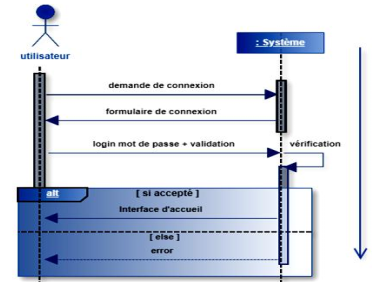 utilisateur
: Système
demande de connexion
formulaire de connexion
login mot de passe + validation
vérification
alt
[ si accepté ]
Interface d'accueil
[ else ]
error